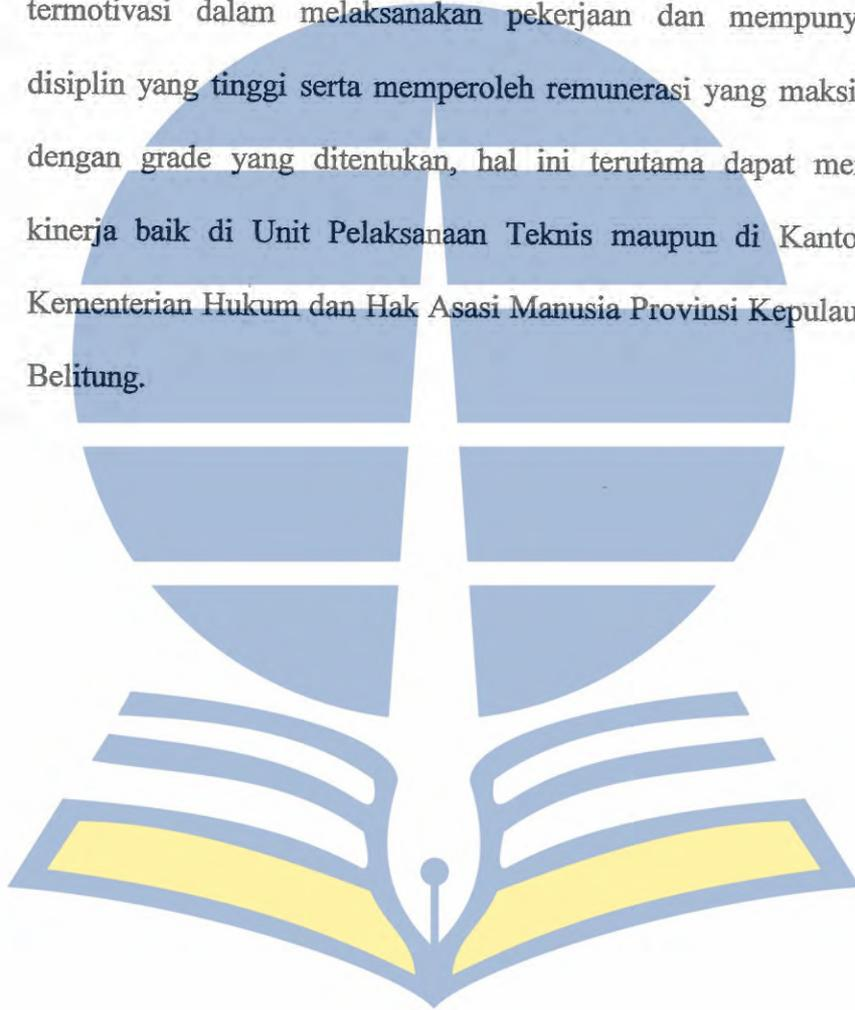 termotivasi dalam melaksanakan pekerjaan dan mempuny
disiplin yang tinggi serta memperoleh remunerasi yang maksi
dengan grade yang ditentukan, hal ini terutama dapat me
kinerja baik di Unit Pelaksanaan Teknis maupun di Kanto
Kementerian Hukum dan Hak Asasi Manusia Provinsi Kepulau
Belitung.